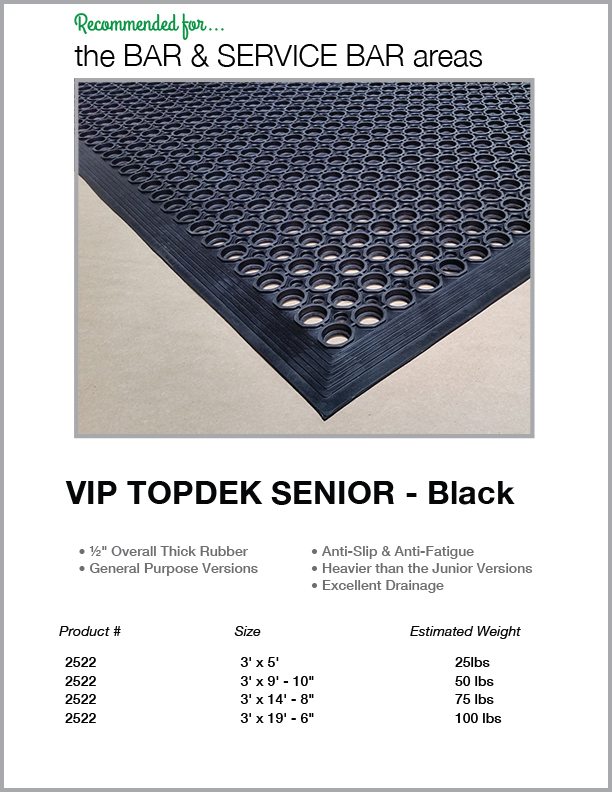 Recommended for...
the BAR & SERVICE BAR areas
VIP TOPDEK SENIOR - Black
• ½" Overall Thick Rubber
• General Purpose Versions
• Anti-Slip & Anti-Fatigue
• Heavier than the Junior Versions
• Excellent Drainage
Product # Size Estimated Weight
2522 3' x 5' 25lbs
2522 3' x 9' - 10" 50 lbs
2522 3' x 14' - 8" 75 lbs
2522 3' x 19' - 6" 100 lbs